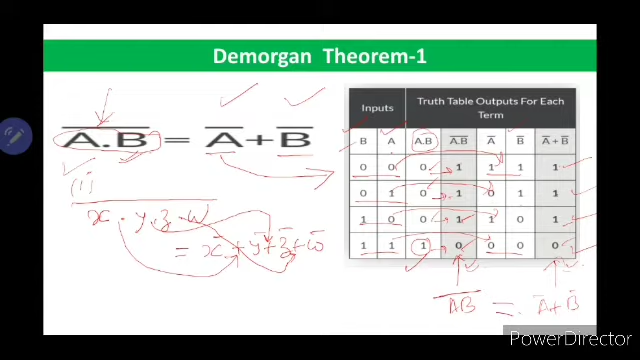 Demorgan Theorem-1
A̅.̅B̅ = A̅ + B̅
(1)
x̅.̅y̅.̅z̅.̅w̅
= x̅ + y̅ + z̅ + w̅
Inputs Truth Table Outputs For Each Term
B A A.B A̅.̅B̅ A̅ B̅ A̅ + B̅
0 0 0 1 1 1 1
0 1 0 1 0 1 1
1 0 0 1 1 0 1
1 1 1 0 0 0 0
A̅B̅ = A̅ + B̅
PowerDirector